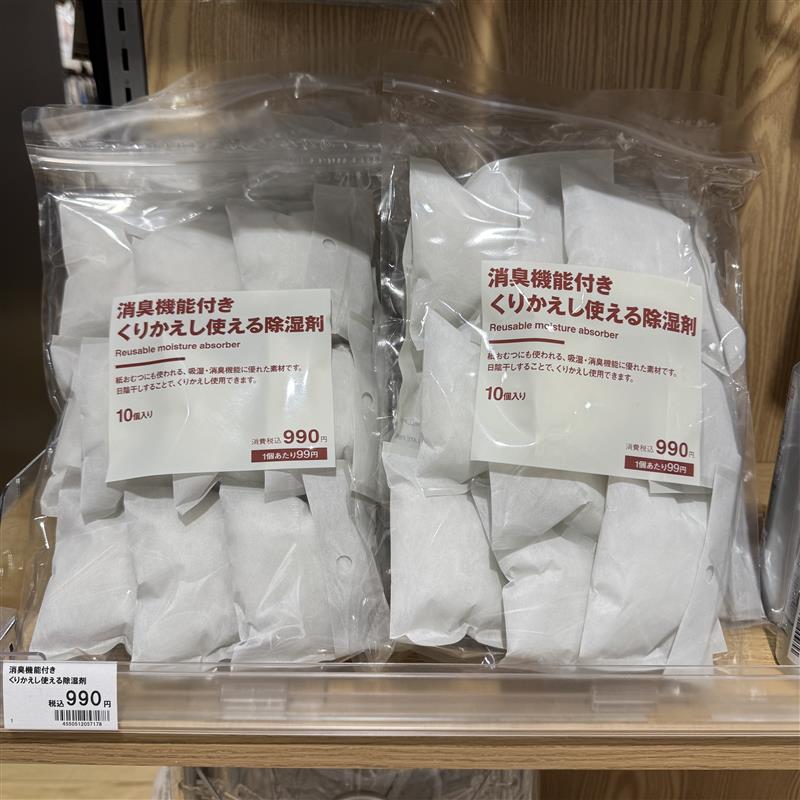 消臭機能付き
くりかえし使える除湿剤
Reusable moisture absorber
紙おむつにも使われる、吸湿・消臭機能に優れた素材です。
日陰干しすることで、くりかえし使用できます。
10個入り
消費税込990円
1個あたり99円
消臭機能付き
くりかえし使える除湿剤
Reusable moisture absorber
紙おむつにも使われる、吸湿・消臭機能に優れた素材です。
日陰干しすることで、くりかえし使用できます。
10個入り
消費税込990円
1個あたり99円
消臭機能付き
くりかえし使える除湿剤
税込990円
1
4550512057178